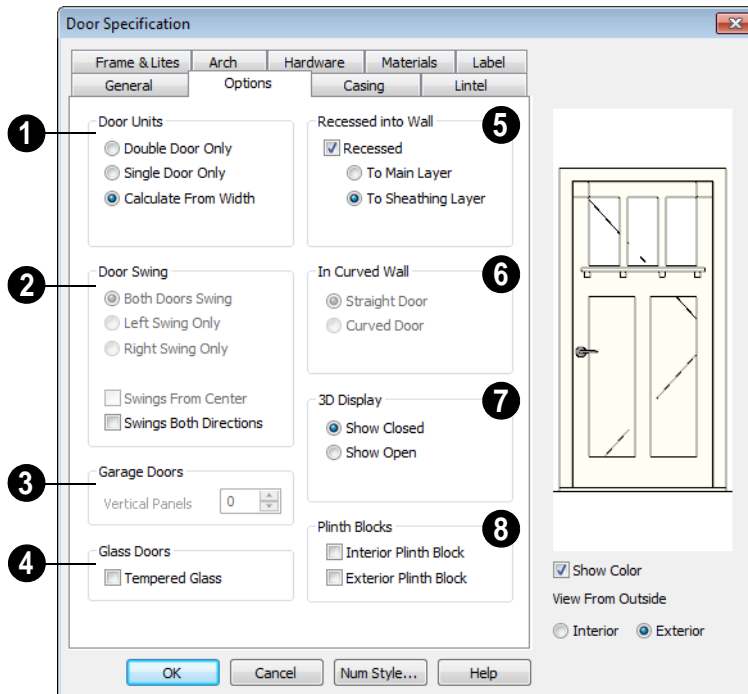 Door Specification
Frame & Lites Arch Hardware Materials Label
General Options Casing Lintel
1 Door Units
Double Door Only
Single Door Only
Calculate From Width
5 Recessed into Wall
Recessed
To Main Layer
To Sheathing Layer
2 Door Swing
Both Doors Swing
Left Swing Only
Right Swing Only
Swings From Center
Swings Both Directions
6 In Curved Wall
Straight Door
Curved Door
7 3D Display
Show Closed
Show Open
3 Garage Doors
Vertical Panels 0
4 Glass Doors
Tempered Glass
8 Plinth Blocks
Interior Plinth Block
Exterior Plinth Block
Show Color
View From Outside
Interior Exterior
OK Cancel Num Style... Help